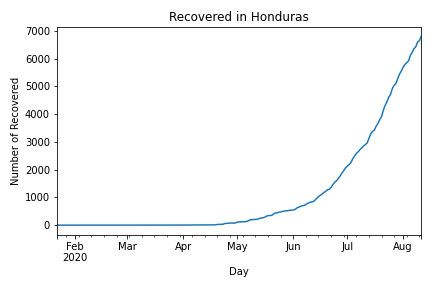 Recovered in Honduras
7000
6000
5000
4000
3000
2000
1000
0
Number of Recovered
Feb Mar Apr May Jun Jul Aug
2020
Day